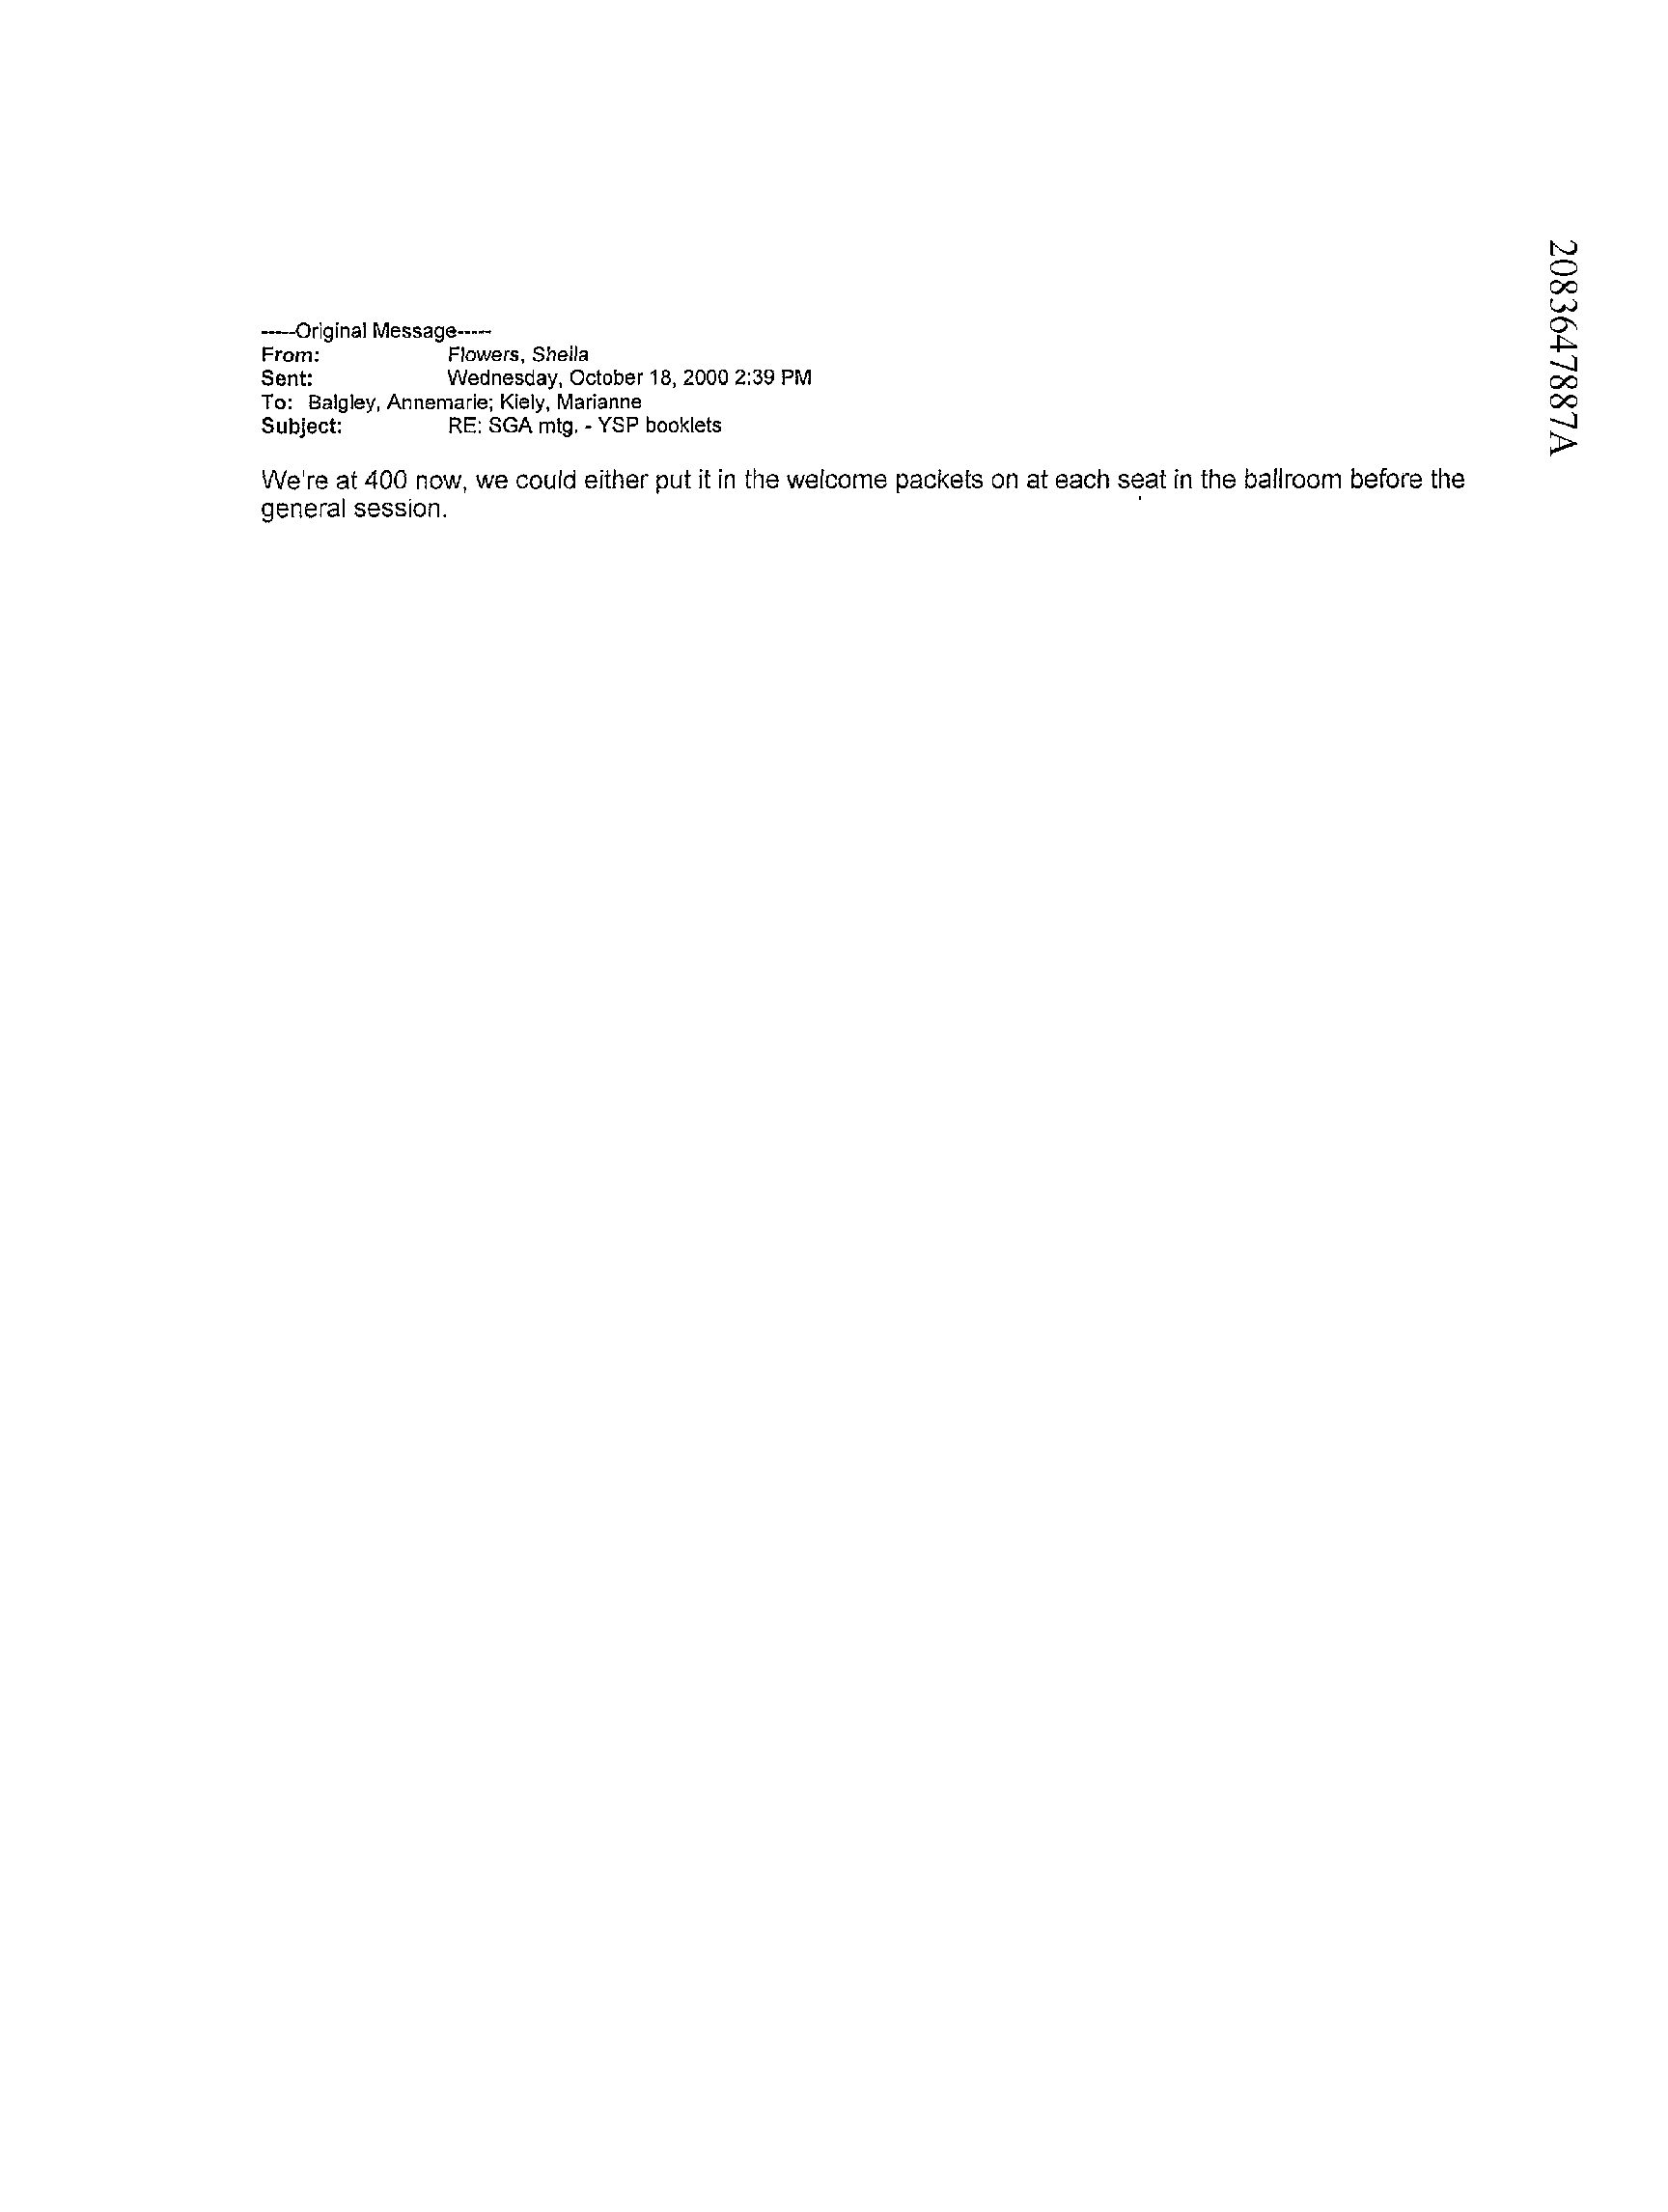 -----Original Message-----
From: Flowers, Sheila
Sent: Wednesday, October 18, 2000 2:39 PM
To: Balgley, Annemarie; Kiely, Marianne
Subject: RE: SGA mtg. - YSP booklets
We're at 400 now, we could either put it in the welcome packets on at each seat in the ballroom before the
general session.
2083647887A